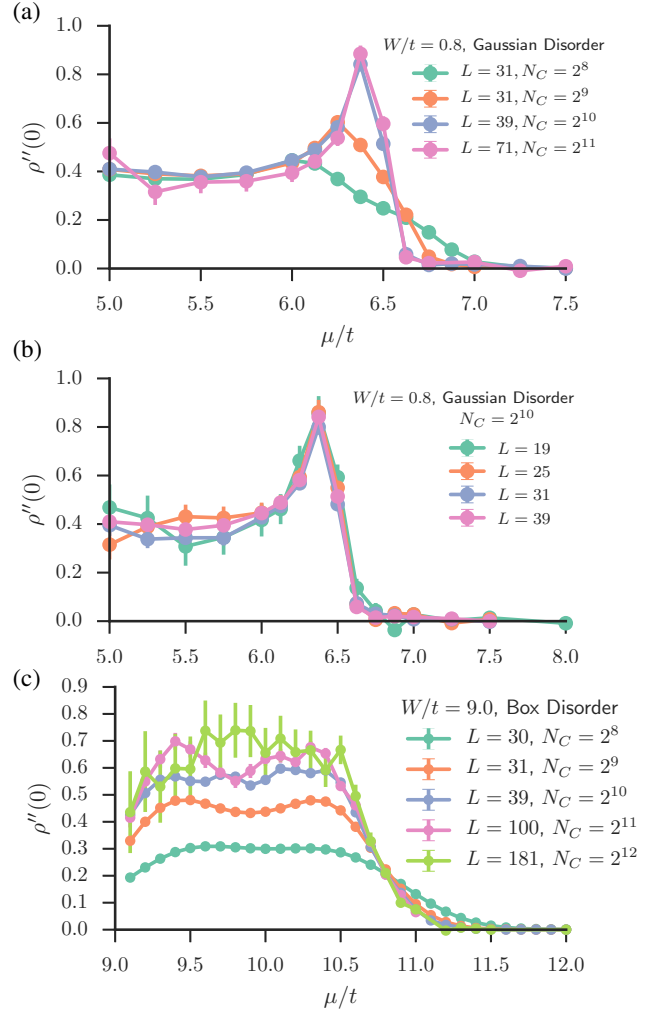 (a)
W/t = 0.8, Gaussian Disorder
L = 31, N_C = 2^8
L = 31, N_C = 2^9
L = 39, N_C = 2^10
L = 71, N_C = 2^11
ρ''(0)
1.0
0.8
0.6
0.4
0.2
0.0
5.0 5.5 6.0 6.5 7.0 7.5
μ/t
(b)
W/t = 0.8, Gaussian Disorder
N_C = 2^10
L = 19
L = 25
L = 31
L = 39
ρ''(0)
1.0
0.8
0.6
0.4
0.2
0.0
5.0 5.5 6.0 6.5 7.0 7.5 8.0
μ/t
(c)
W/t = 9.0, Box Disorder
L = 30, N_C = 2^8
L = 31, N_C = 2^9
L = 39, N_C = 2^10
L = 100, N_C = 2^11
L = 181, N_C = 2^12
ρ''(0)
0.9
0.8
0.7
0.6
0.5
0.4
0.3
0.2
0.1
0.0
9.0 9.5 10.0 10.5 11.0 11.5 12.0
μ/t